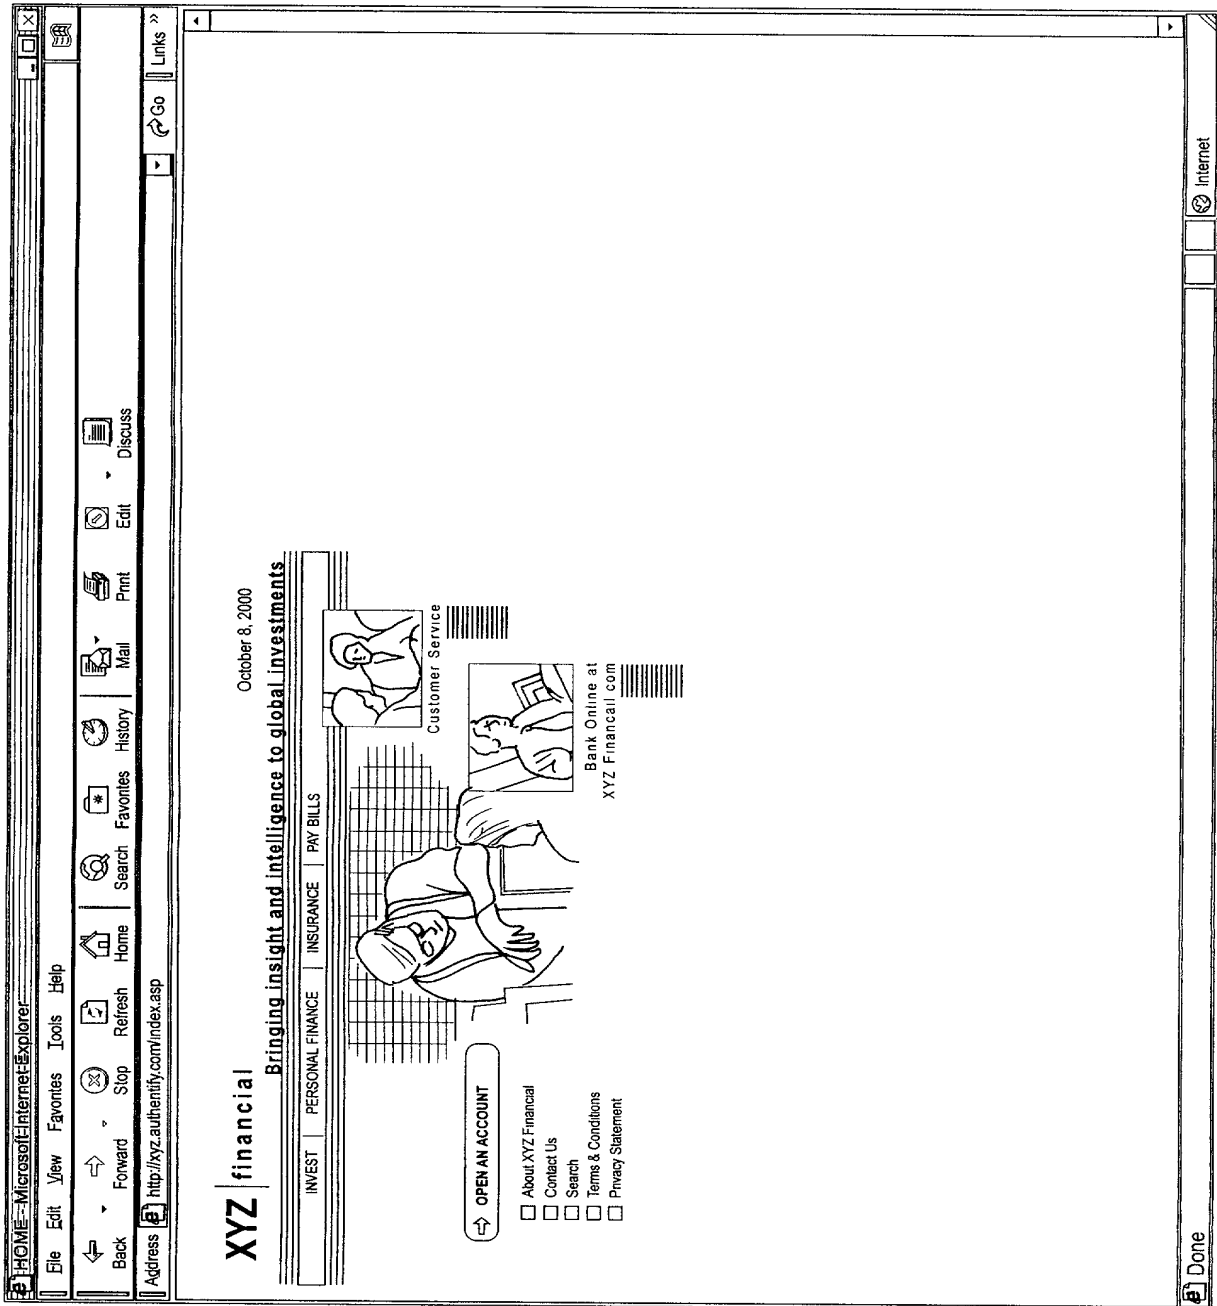 HOME - Microsoft Internet Explorer
File Edit View Favorites Tools Help
Back Forward Stop Refresh Home Search Favorites History Mail Print Edit Discuss
Address http://xyz.authentify.com/index.asp Go Links »
XYZ financial
October 8, 2000
Bringing insight and intelligence to global investments
INVEST PERSONAL FINANCE INSURANCE PAY BILLS
Customer Service
OPEN AN ACCOUNT
Bank Online at
XYZ Financail com
About XYZ Financial
Contact Us
Search
Terms & Conditions
Privacy Statement
Done Internet